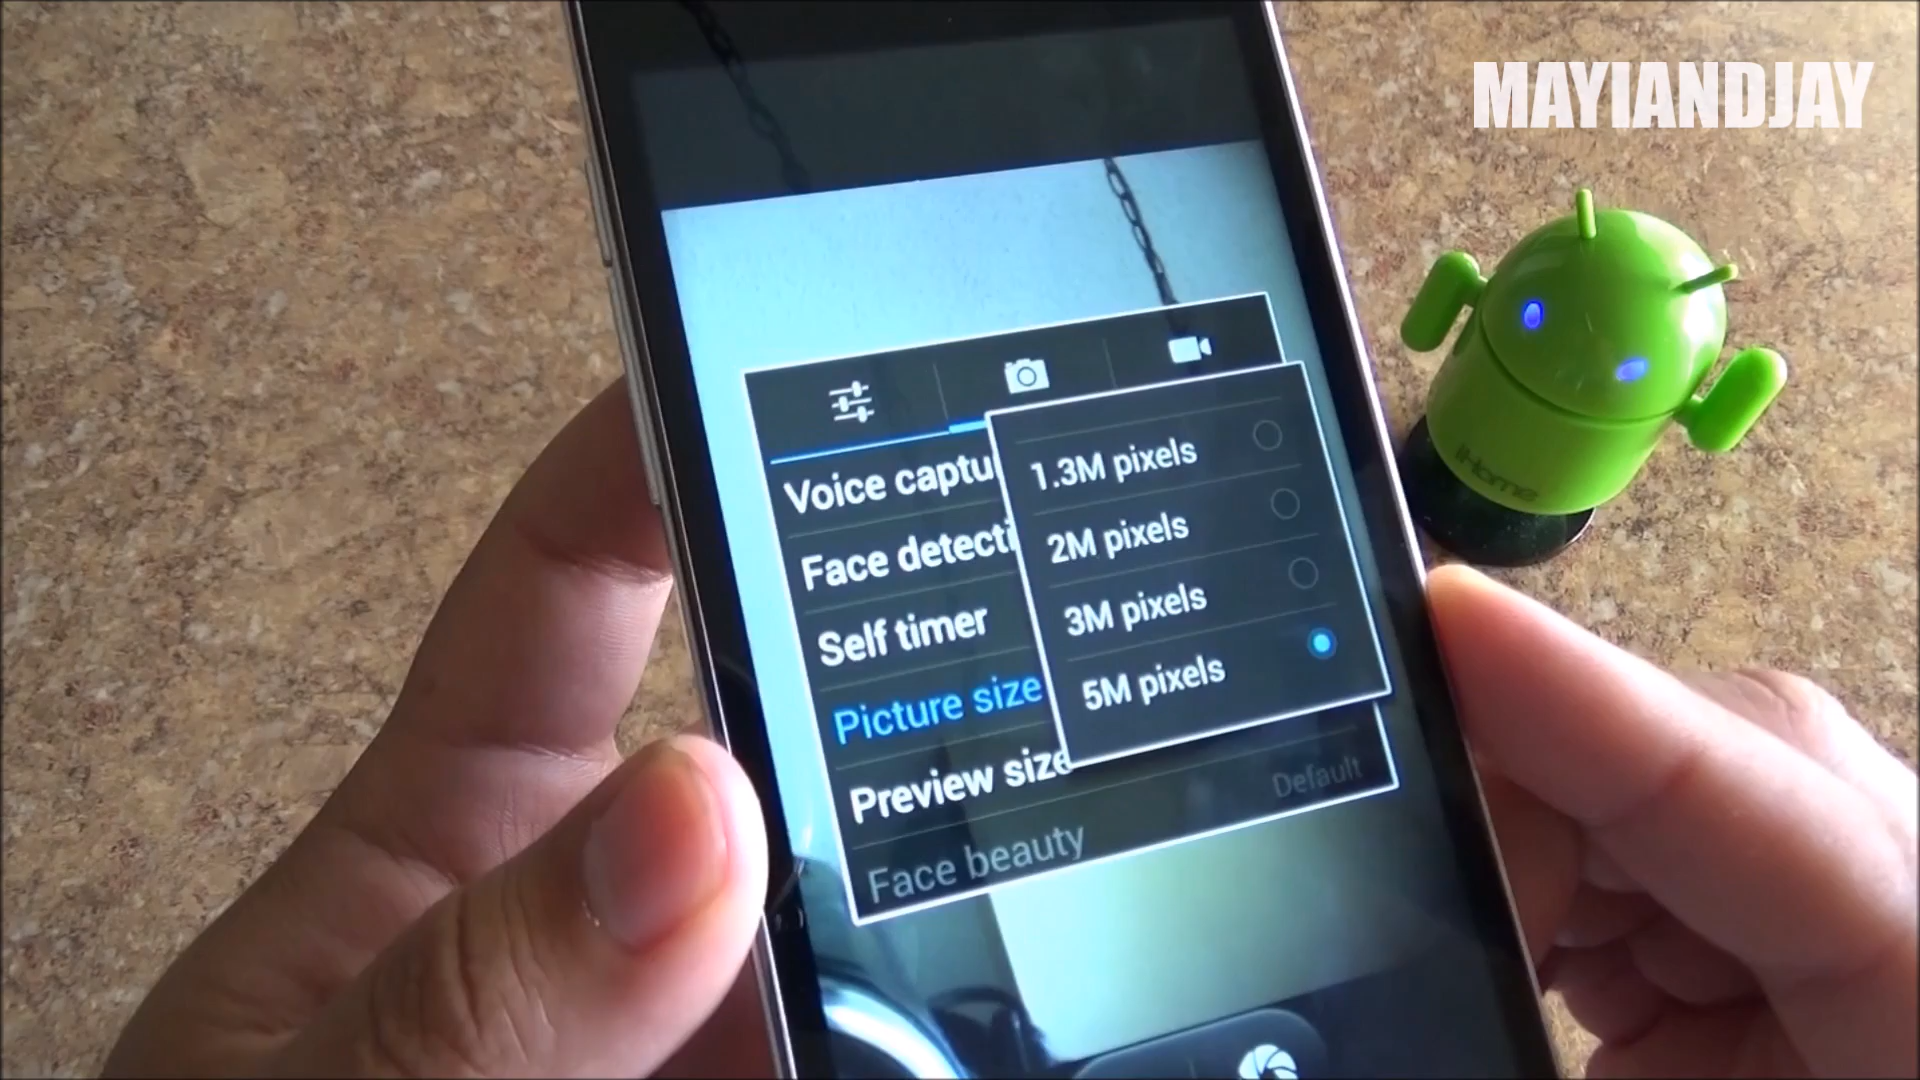 MAYIANDJAY
Voice captu
Face detecti
Self timer
Picture size
Preview size
Face beauty
Default
1.3M pixels
2M pixels
3M pixels
5M pixels
iHome